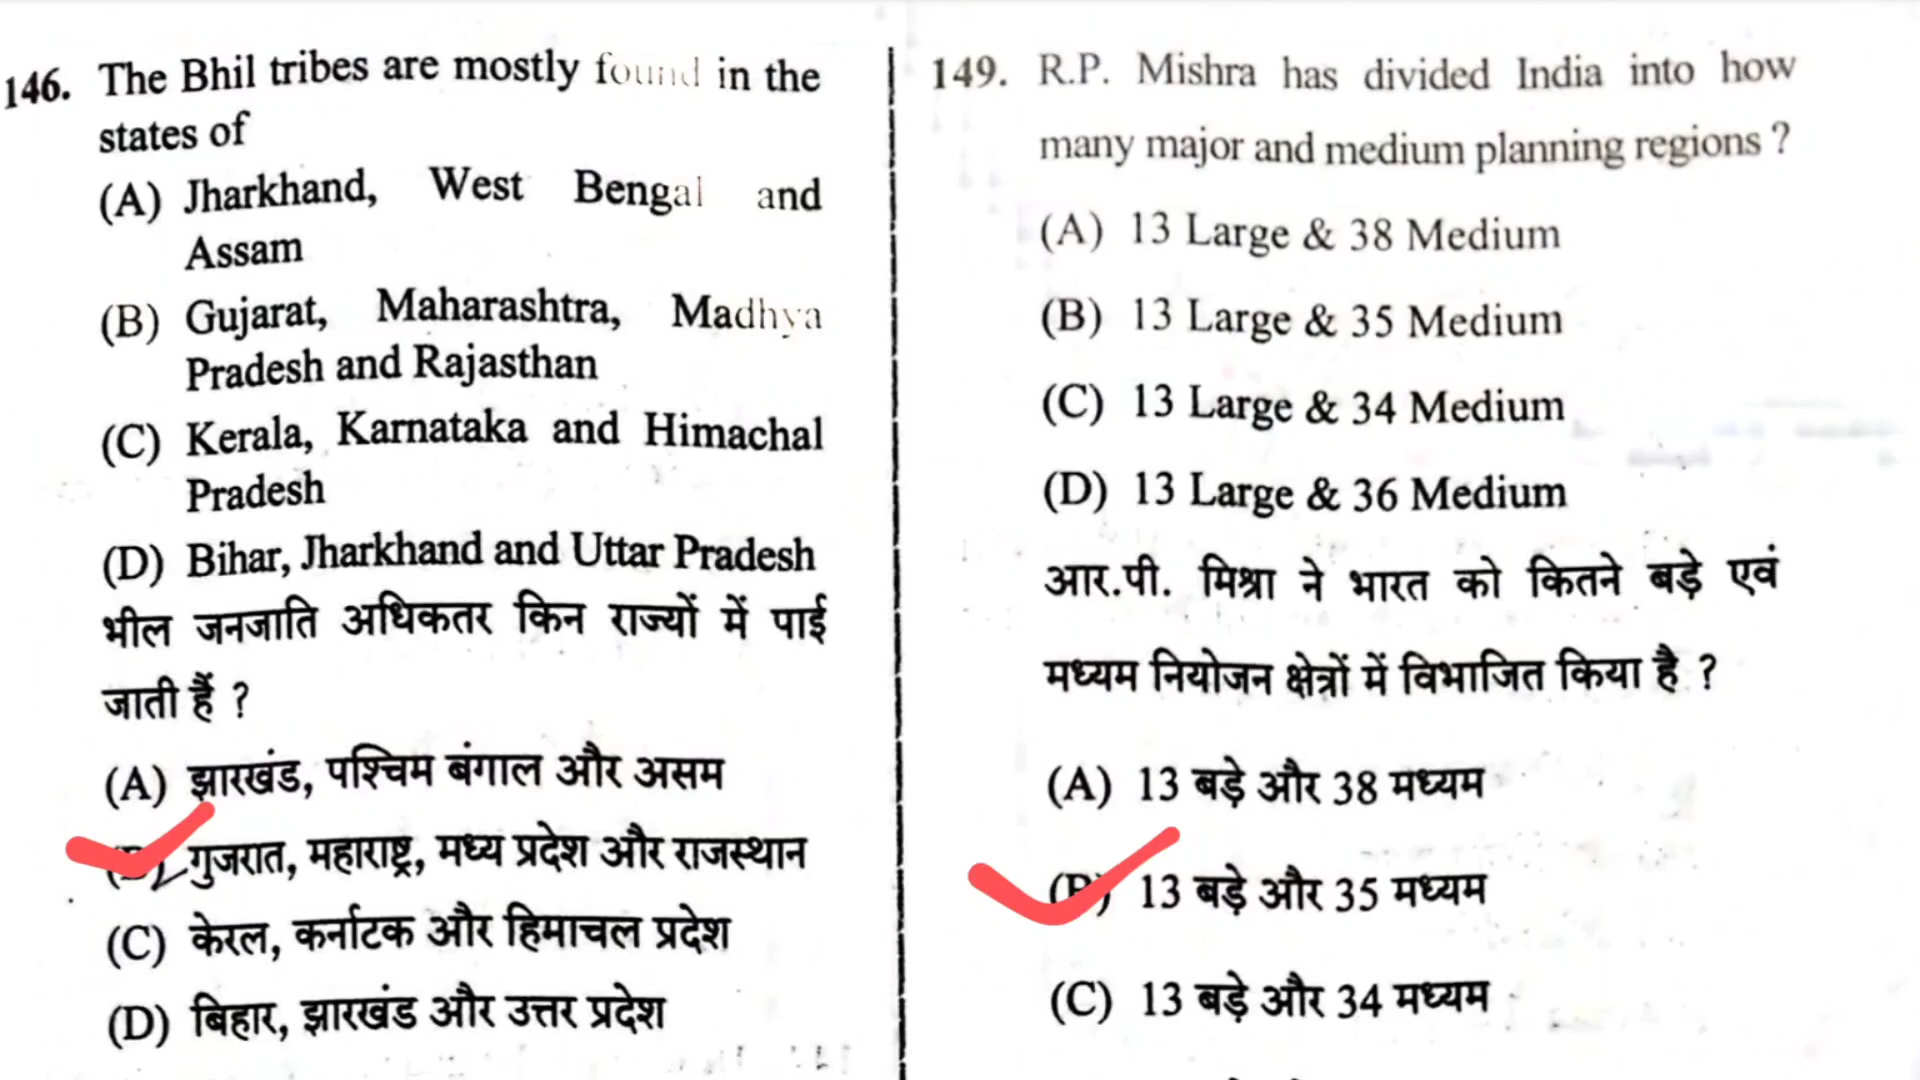 146. The Bhil tribes are mostly found in the
states of
(A) Jharkhand, West Bengal and
Assam
(B) Gujarat, Maharashtra, Madhya
Pradesh and Rajasthan
(C) Kerala, Karnataka and Himachal
Pradesh
(D) Bihar, Jharkhand and Uttar Pradesh
भील जनजाति अधिकतर किन राज्यों में पाई
जाती हैं ?
(A) झारखंड, पश्चिम बंगाल और असम
गुजरात, महाराष्ट्र, मध्य प्रदेश और राजस्थान
(C) केरल, कर्नाटक और हिमाचल प्रदेश
(D) बिहार, झारखंड और उत्तर प्रदेश
149. R.P. Mishra has divided India into how
many major and medium planning regions ?
(A) 13 Large & 38 Medium
(B) 13 Large & 35 Medium
(C) 13 Large & 34 Medium
(D) 13 Large & 36 Medium
आर.पी. मिश्रा ने भारत को कितने बड़े एवं
मध्यम नियोजन क्षेत्रों में विभाजित किया है ?
(A) 13 बड़े और 38 मध्यम
(B) 13 बड़े और 35 मध्यम
(C) 13 बड़े और 34 मध्यम